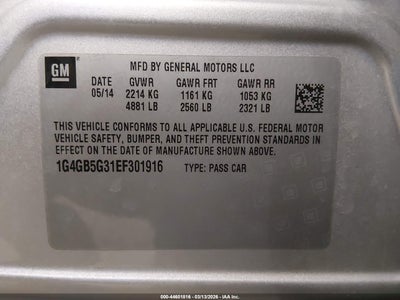 GM
MFD BY GENERAL MOTORS LLC
DATE GVWR GAWR FRT GAWR RR
05/14 2214 KG 1161 KG 1053 KG
4881 LB 2560 LB 2321 LB
THIS VEHICLE CONFORMS TO ALL APPLICABLE U.S. FEDERAL MOTOR
VEHICLE SAFETY, BUMPER, AND THEFT PREVENTION STANDARDS IN
EFFECT ON THE DATE OF MANUFACTURE SHOWN ABOVE.
1G4GB5G31EF301916 TYPE: PASS CAR
000-44601916 - 03/13/2026 - IAA Inc.